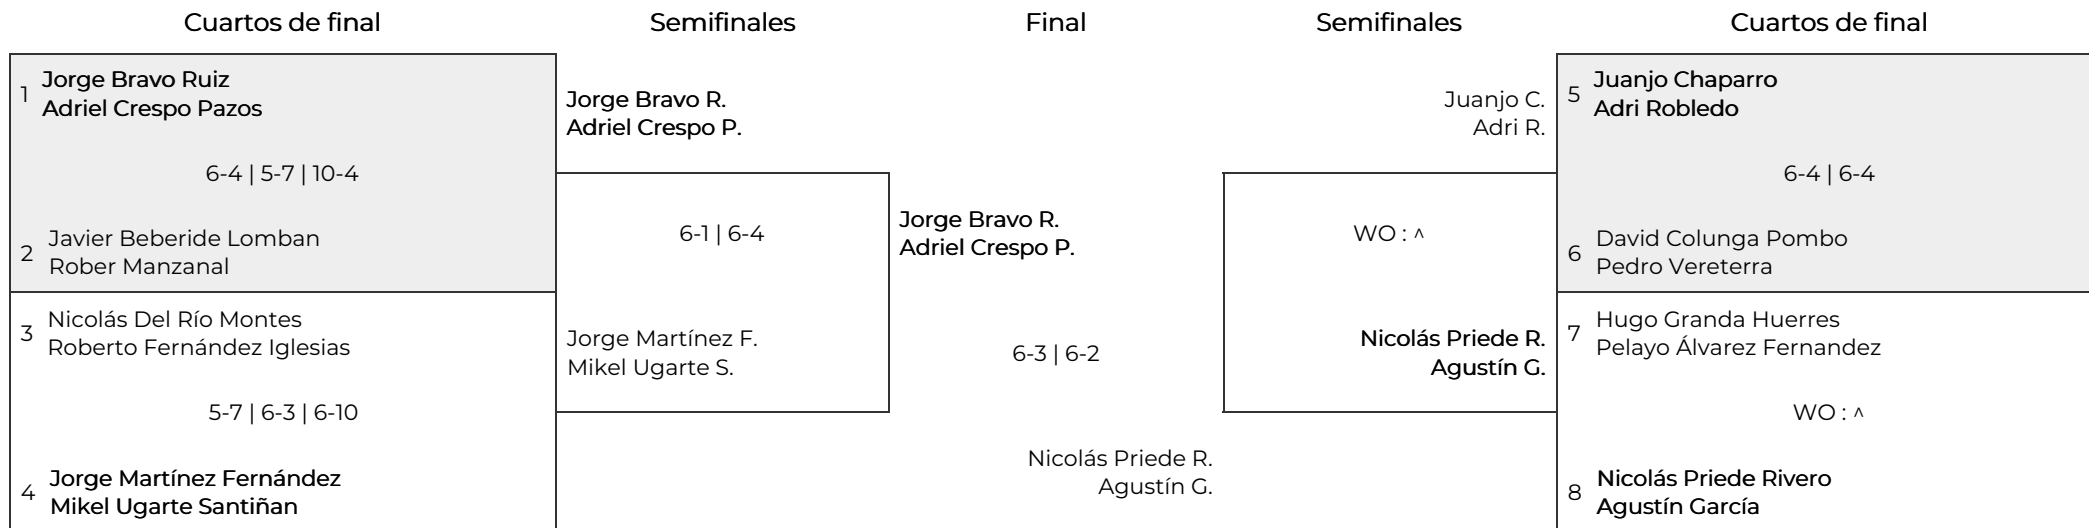 Cuartos de final
Semifinales
Final
Semifinales
Cuartos de final
1
Jorge Bravo Ruiz
Adriel Crespo Pazos
6-4 | 5-7 | 10-4
2
Javier Beberide Lomban
Rober Manzanal
3
Nicolás Del Río Montes
Roberto Fernández Iglesias
5-7 | 6-3 | 6-10
4
Jorge Martínez Fernández
Mikel Ugarte Santiñan
Jorge Bravo R.
Adriel Crespo P.
6-1 | 6-4
Jorge Martínez F.
Mikel Ugarte S.
Jorge Bravo R.
Adriel Crespo P.
6-3 | 6-2
Nicolás Priede R.
Agustín G.
Juanjo C.
Adri R.
WO : ^
Nicolás Priede R.
Agustín G.
5
Juanjo Chaparro
Adri Robledo
6-4 | 6-4
6
David Colunga Pombo
Pedro Vereterra
7
Hugo Granda Huerres
Pelayo Álvarez Fernandez
WO : ^
8
Nicolás Priede Rivero
Agustín García